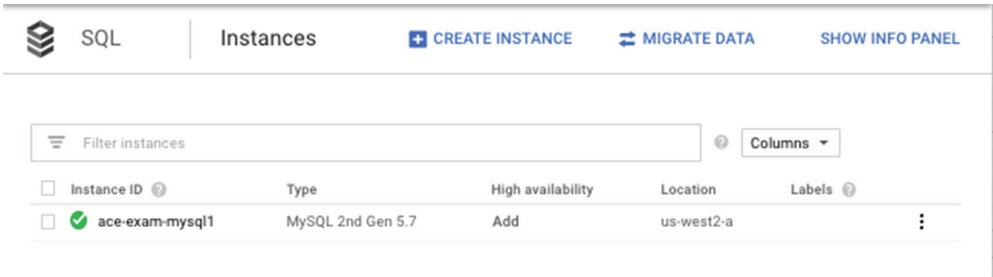 SQL Instances CREATE INSTANCE MIGRATE DATA SHOW INFO PANEL
Filter instances Columns
Instance ID Type High availability Location Labels
ace-exam-mysql1 MySQL 2nd Gen 5.7 Add us-west2-a